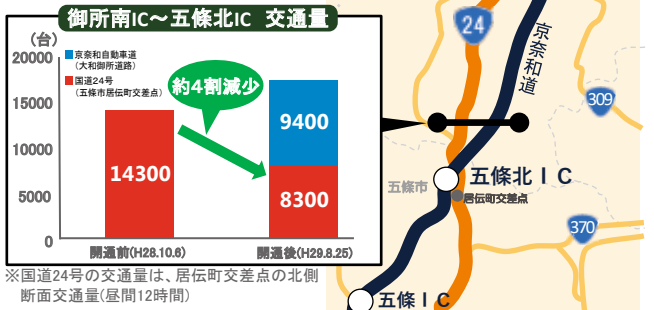 御所南IC～五條北IC 交通量
(台)
20000
15000
10000
5000
0
京奈和自動車道
(大和御所道路)
国道24号
(五條市居伝町交差点)
約4割減少
14300
9400
8300
開通前(H28.10.6)
開通後(H29.8.25)
※国道24号の交通量は、居伝町交差点の北側
断面交通量(昼間12時間)
24
京奈和道
309
五條北ＩＣ
五條市
居伝町交差点
370
五條ＩＣ